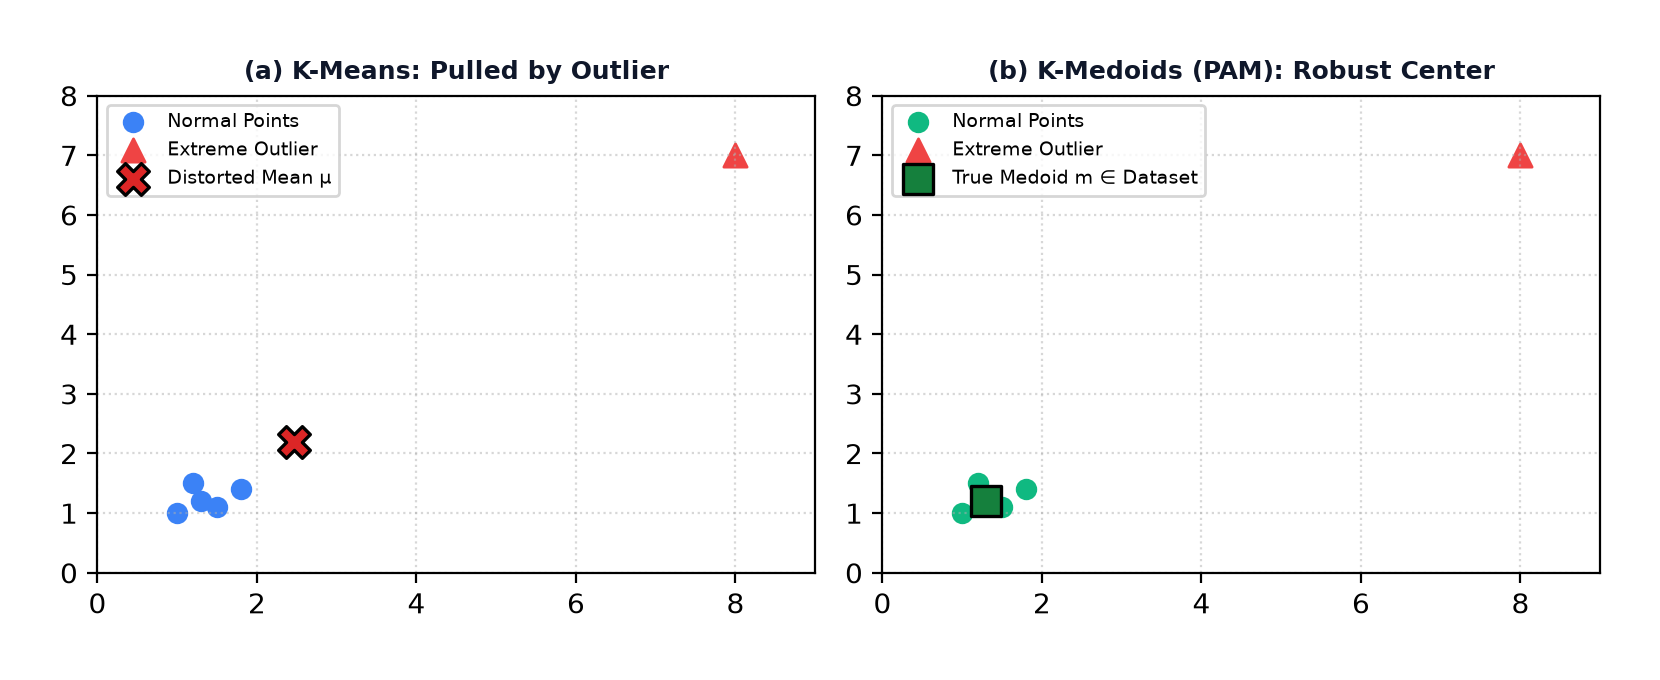 (a) K-Means: Pulled by Outlier
8
7
6
5
4
3
2
1
0
0 2 4 6 8
Normal Points
Extreme Outlier
Distorted Mean μ
(b) K-Medoids (PAM): Robust Center
8
7
6
5
4
3
2
1
0
0 2 4 6 8
Normal Points
Extreme Outlier
True Medoid m ∈ Dataset